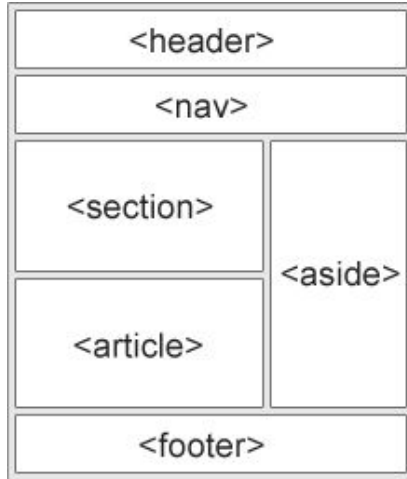 <header>
<nav>
<section>
<aside>
<article>
<footer>